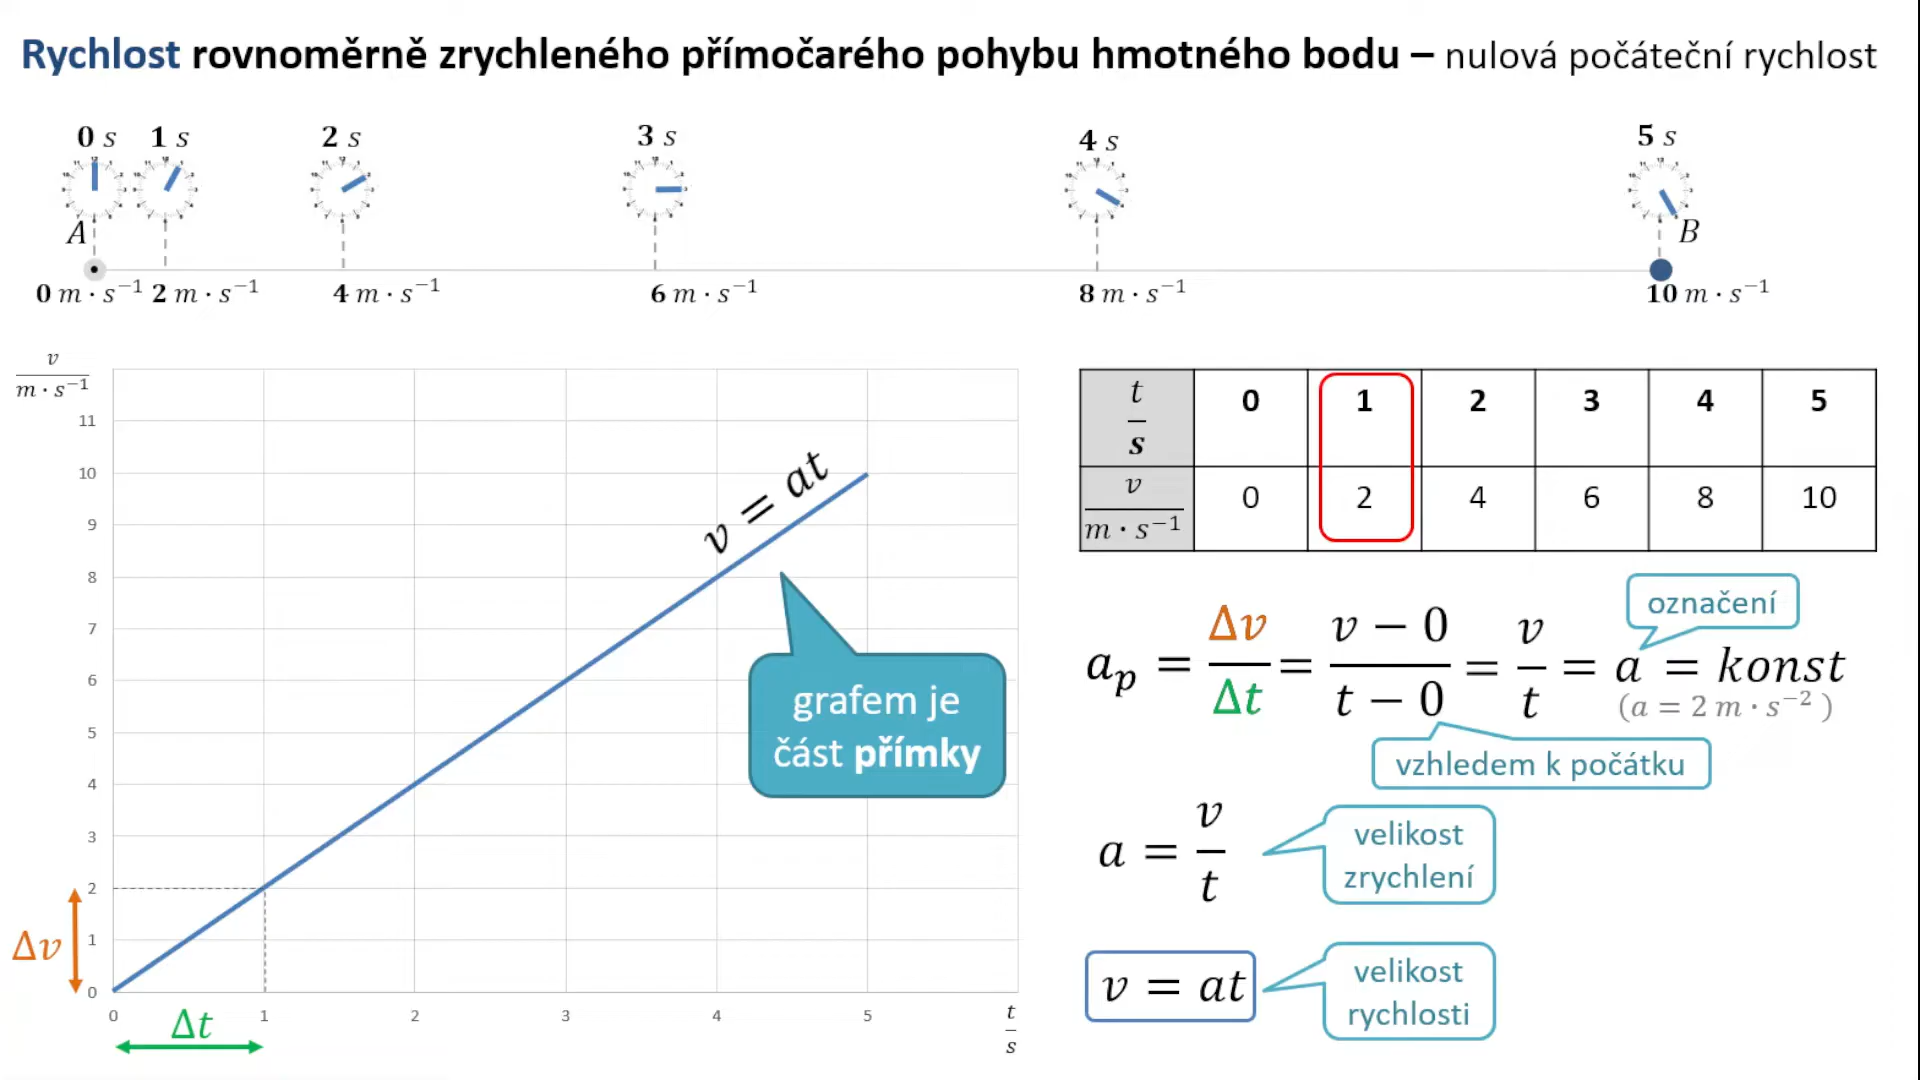 Rychlost rovnoměrně zrychleného přímočarého pohybu hmotného bodu – nulová počáteční rychlost
0 s 1 s 2 s 3 s 4 s 5 s
A B
0 m · s⁻¹ 2 m · s⁻¹ 4 m · s⁻¹ 6 m · s⁻¹ 8 m · s⁻¹ 10 m · s⁻¹
v / m · s⁻¹
11
10
9
8
7
6
5
4
3
2
1
0
Δv
0 1 2 3 4 5 t / s
Δt
v = at
grafem je
část přímky
t / s 0 1 2 3 4 5
v / m · s⁻¹ 0 2 4 6 8 10
označení
aₚ = Δv / Δt = v − 0 / t − 0 = v / t = a = konst
(a = 2 m · s⁻²)
vzhledem k počátku
a = v / t
velikost
zrychlení
v = at
velikost
rychlosti